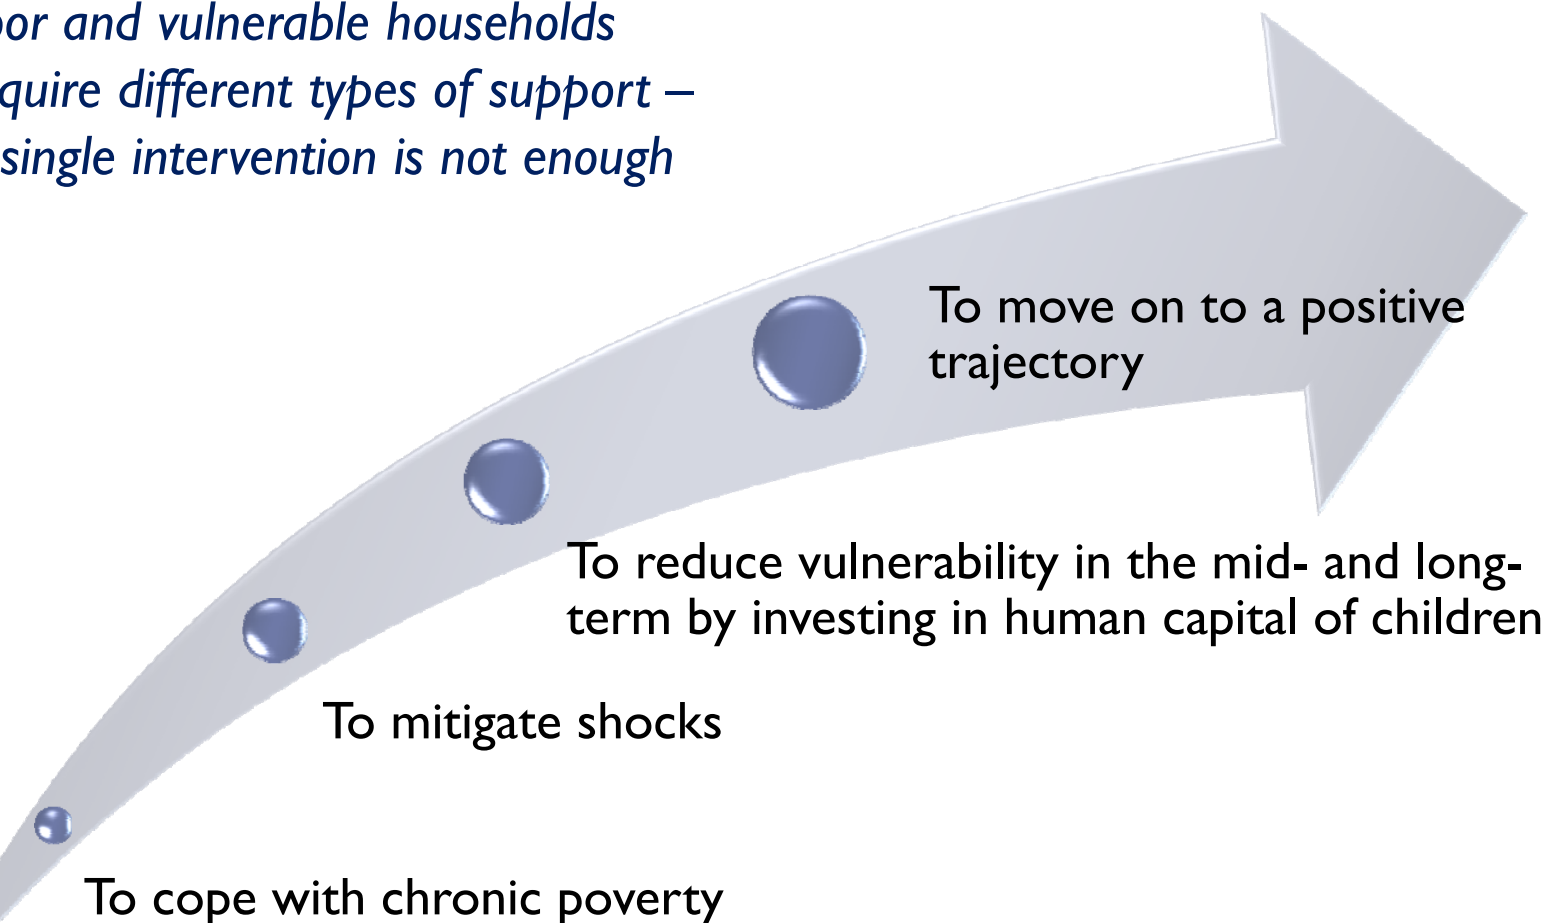 oor and vulnerable households
quire different types of support –
single intervention is not enough
To move on to a positive
trajectory
To reduce vulnerability in the mid- and long-
term by investing in human capital of children
To mitigate shocks
To cope with chronic poverty